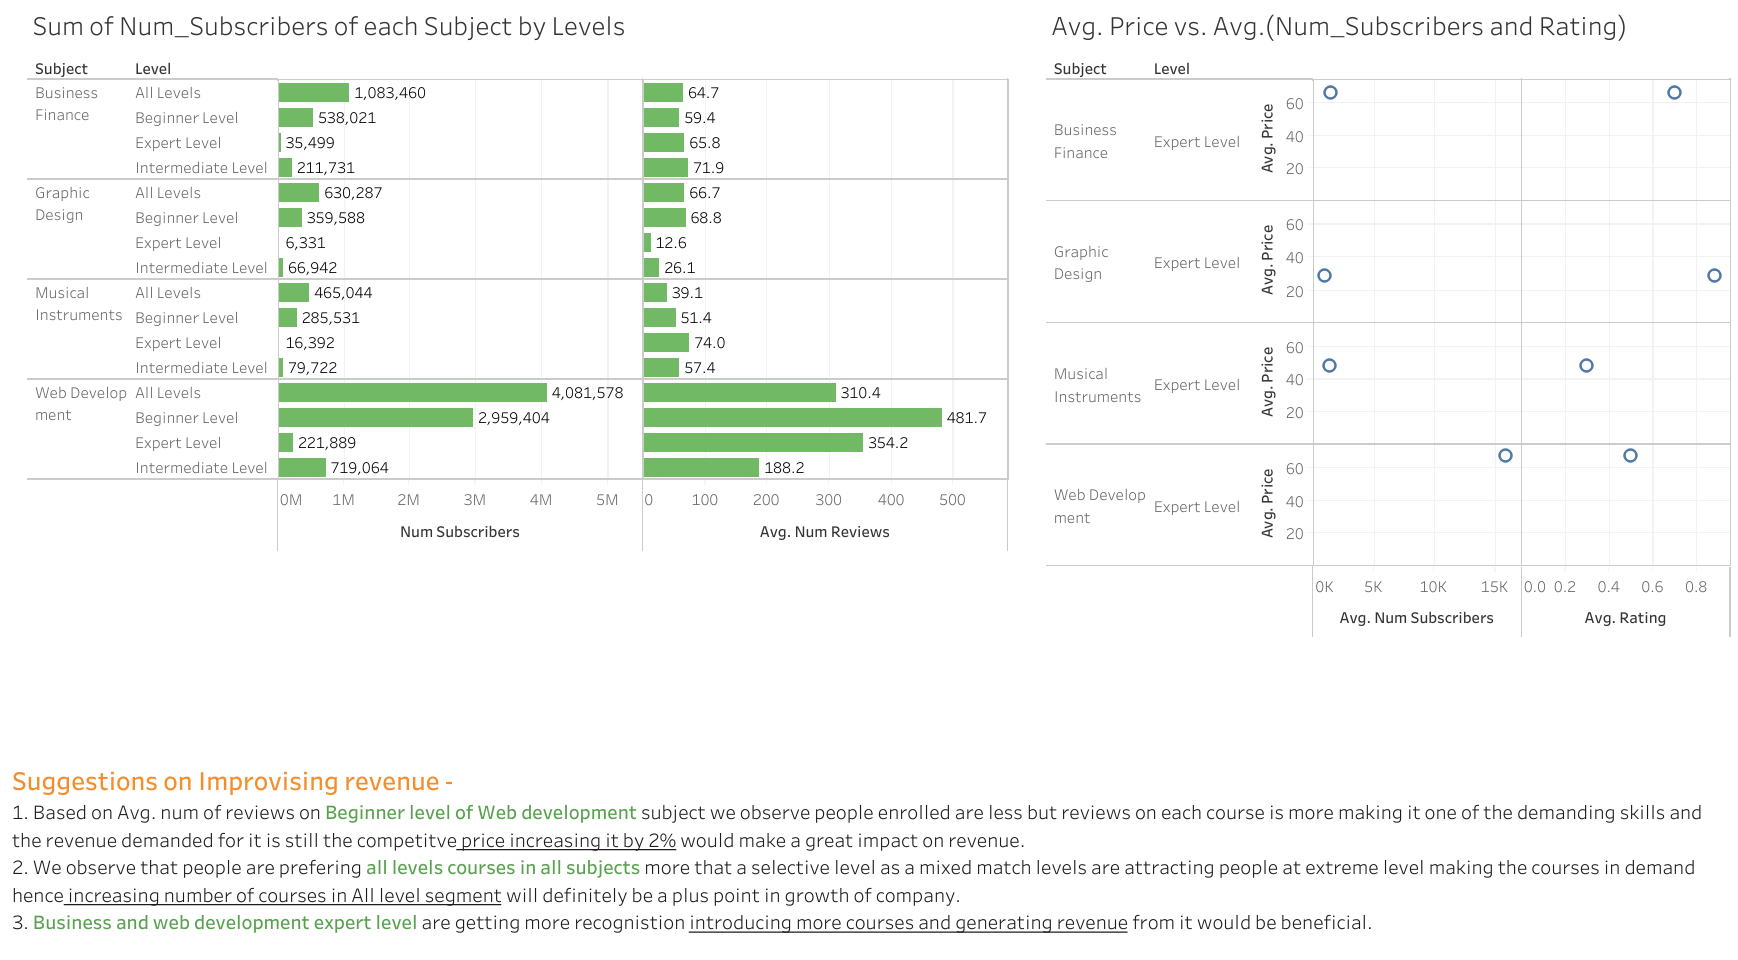 Sum of Num_Subscribers of each Subject by Levels
Subject Level
Business Finance
All Levels 1,083,460 64.7
Beginner Level 538,021 59.4
Expert Level 35,499 65.8
Intermediate Level 211,731 71.9
Graphic Design
All Levels 630,287 66.7
Beginner Level 359,588 68.8
Expert Level 6,331 12.6
Intermediate Level 66,942 26.1
Musical Instruments
All Levels 465,044 39.1
Beginner Level 285,531 51.4
Expert Level 16,392 74.0
Intermediate Level 79,722 57.4
Web Develop
ment
All Levels 4,081,578 310.4
Beginner Level 2,959,404 481.7
Expert Level 221,889 354.2
Intermediate Level 719,064 188.2
0M 1M 2M 3M 4M 5M 0 100 200 300 400 500
Num Subscribers Avg. Num Reviews
Avg. Price vs. Avg.(Num_Subscribers and Rating)
Subject Level
Business
Finance
Expert Level
Avg. Price
60
40
20
Graphic
Design
Expert Level
Avg. Price
60
40
20
Musical
Instruments
Expert Level
Avg. Price
60
40
20
Web Develop
ment
Expert Level
Avg. Price
60
40
20
0K 5K 10K 15K 0.0 0.2 0.4 0.6 0.8
Avg. Num Subscribers Avg. Rating
Suggestions on Improvising revenue -
1. Based on Avg. num of reviews on Beginner level of Web development subject we observe people enrolled are less but reviews on each course is more making it one of the demanding skills and
the revenue demanded for it is still the competitve price increasing it by 2% would make a great impact on revenue.
2. We observe that people are prefering all levels courses in all subjects more that a selective level as a mixed match levels are attracting people at extreme level making the courses in demand
hence increasing number of courses in All level segment will definitely be a plus point in growth of company.
3. Business and web development expert level are getting more recognistion introducing more courses and generating revenue from it would be beneficial.